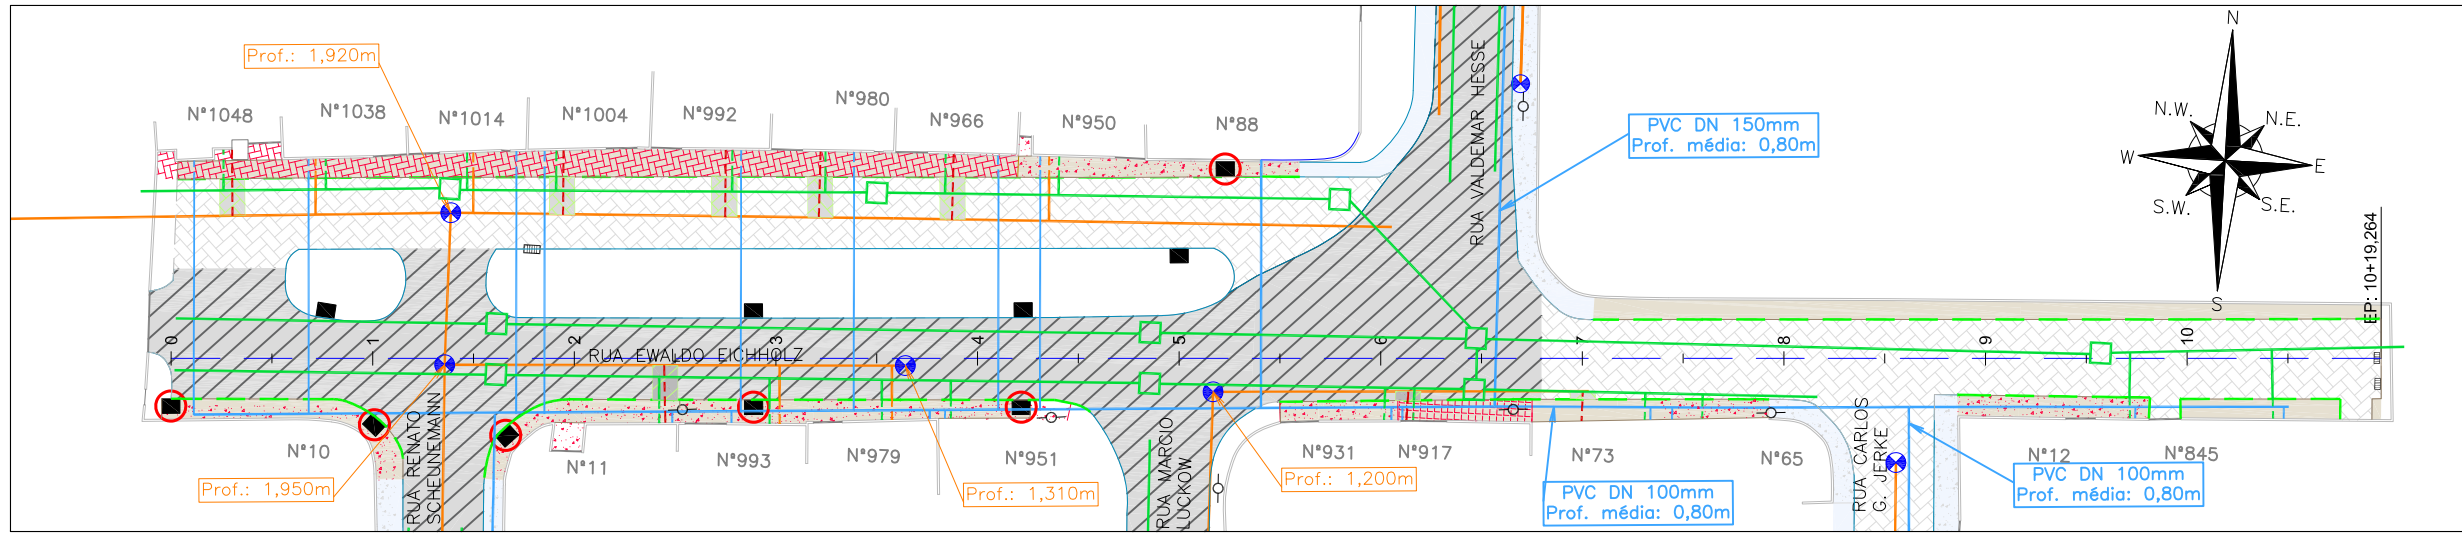 Prof.: 1,920m
N°1048
N°1038
N°1014
N°1004
N°992
N°980
N°966
N°950
N°88
RUA VALDEMAR HESSE
PVC DN 150mm
Prof. média: 0,80m
N
N.W.
N.E.
W
E
S.W.
S.E.
S
EP: 10+19,264
0
1
2
3
4
5
6
7
8
9
10
RUA EWALDO EICHHOLZ
RUA RENATO
SCHEUNEMANN
RUA MARCIO
LUCKOW
RUA CARLOS
G. JERKE
N°10
N°11
N°993
N°979
N°951
N°931
N°917
N°73
N°65
N°12
N°845
Prof.: 1,950m
Prof.: 1,310m
Prof.: 1,200m
PVC DN 100mm
Prof. média: 0,80m
PVC DN 100mm
Prof. média: 0,80m